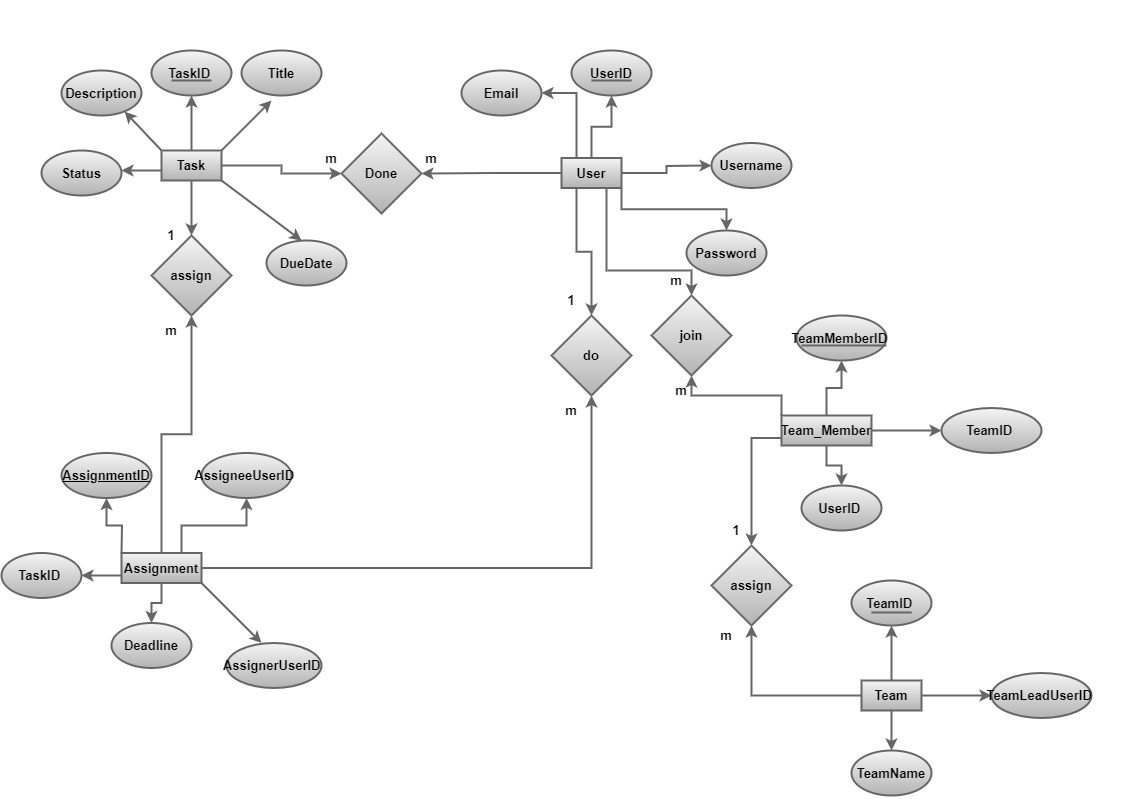 TaskID
Title
Description
Status
Task
DueDate
m
Done
m
1
assign
m
Email
UserID
User
Username
Password
1
do
m
m
join
m
TeamMemberID
Team_Member
TeamID
UserID
AssignmentID
AssigneeUserID
Assignment
TaskID
Deadline
AssignerUserID
1
assign
m
TeamID
Team
TeamLeadUserID
TeamName